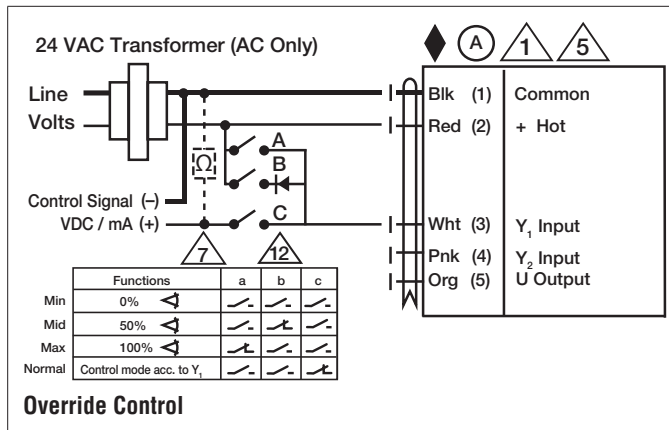 24 VAC Transformer (AC Only)
A 1 5
Line
Volts
Blk (1) Common
Red (2) + Hot
A
B
Ω
Control Signal (–)
VDC / mA (+)
C
Wht (3) Y₁ Input
Pnk (4) Y₂ Input
Org (5) U Output
7 12
Functions a b c
Min 0%
Mid 50%
Max 100%
Normal Control mode acc. to Y₁
Override Control